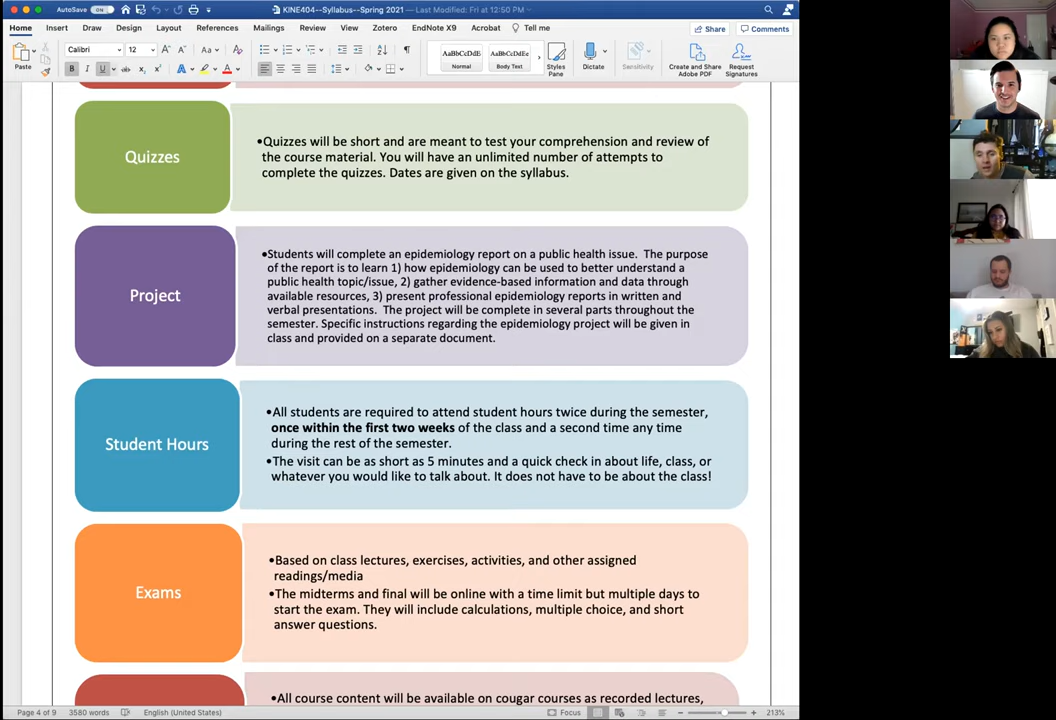 AutoSave
KINE404--Syllabus--Spring 2021 — Last Modified: Fri at 12:50 PM
Home Insert Draw Design Layout References Mailings Review View Zotero EndNote X9 Acrobat Tell me Share Comments
Paste Calibri 12 AaBbCcDdE AaBbCcDdEe
Normal Body Text Styles Pane Dictate Sensitivity Create and Share Adobe PDF Request Signatures
Quizzes
•Quizzes will be short and are meant to test your comprehension and review of
the course material. You will have an unlimited number of attempts to
complete the quizzes. Dates are given on the syllabus.
Project
•Students will complete an epidemiology report on a public health issue. The purpose
of the report is to learn 1) how epidemiology can be used to better understand a
public health topic/issue, 2) gather evidence-based information and data through
available resources, 3) present professional epidemiology reports in written and
verbal presentations. The project will be complete in several parts throughout the
semester. Specific instructions regarding the epidemiology project will be given in
class and provided on a separate document.
Student Hours
•All students are required to attend student hours twice during the semester,
once within the first two weeks of the class and a second time any time
during the rest of the semester.
•The visit can be as short as 5 minutes and a quick check in about life, class, or
whatever you would like to talk about. It does not have to be about the class!
Exams
•Based on class lectures, exercises, activities, and other assigned
readings/media
•The midterms and final will be online with a time limit but multiple days to
start the exam. They will include calculations, multiple choice, and short
answer questions.
•All course content will be available on cougar courses as recorded lectures,
Page 4 of 9 3580 words English (United States) Focus 213%